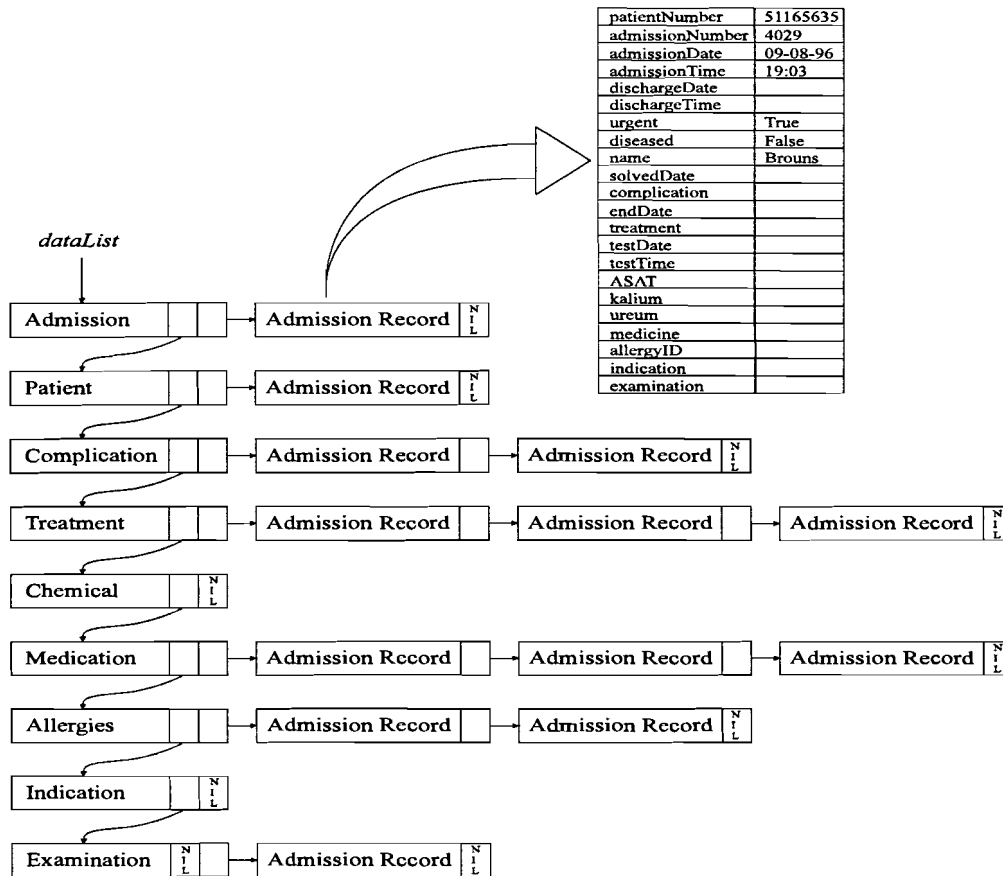 patientNumber 51165635
admissionNumber 4029
admissionDate 09-08-96
admissionTime 19:03
dischargeDate
dischargeTime
urgent True
diseased False
name Brouns
solvedDate
complication
endDate
treatment
testDate
testTime
ASAT
kalium
ureum
medicine
allergyID
indication
examination
dataList
Admission Admission Record NIL
Patient Admission Record NIL
Complication Admission Record Admission Record NIL
Treatment Admission Record Admission Record Admission Record NIL
Chemical NIL
Medication Admission Record Admission Record Admission Record NIL
Allergies Admission Record Admission Record NIL
Indication NIL
Examination NIL Admission Record NIL